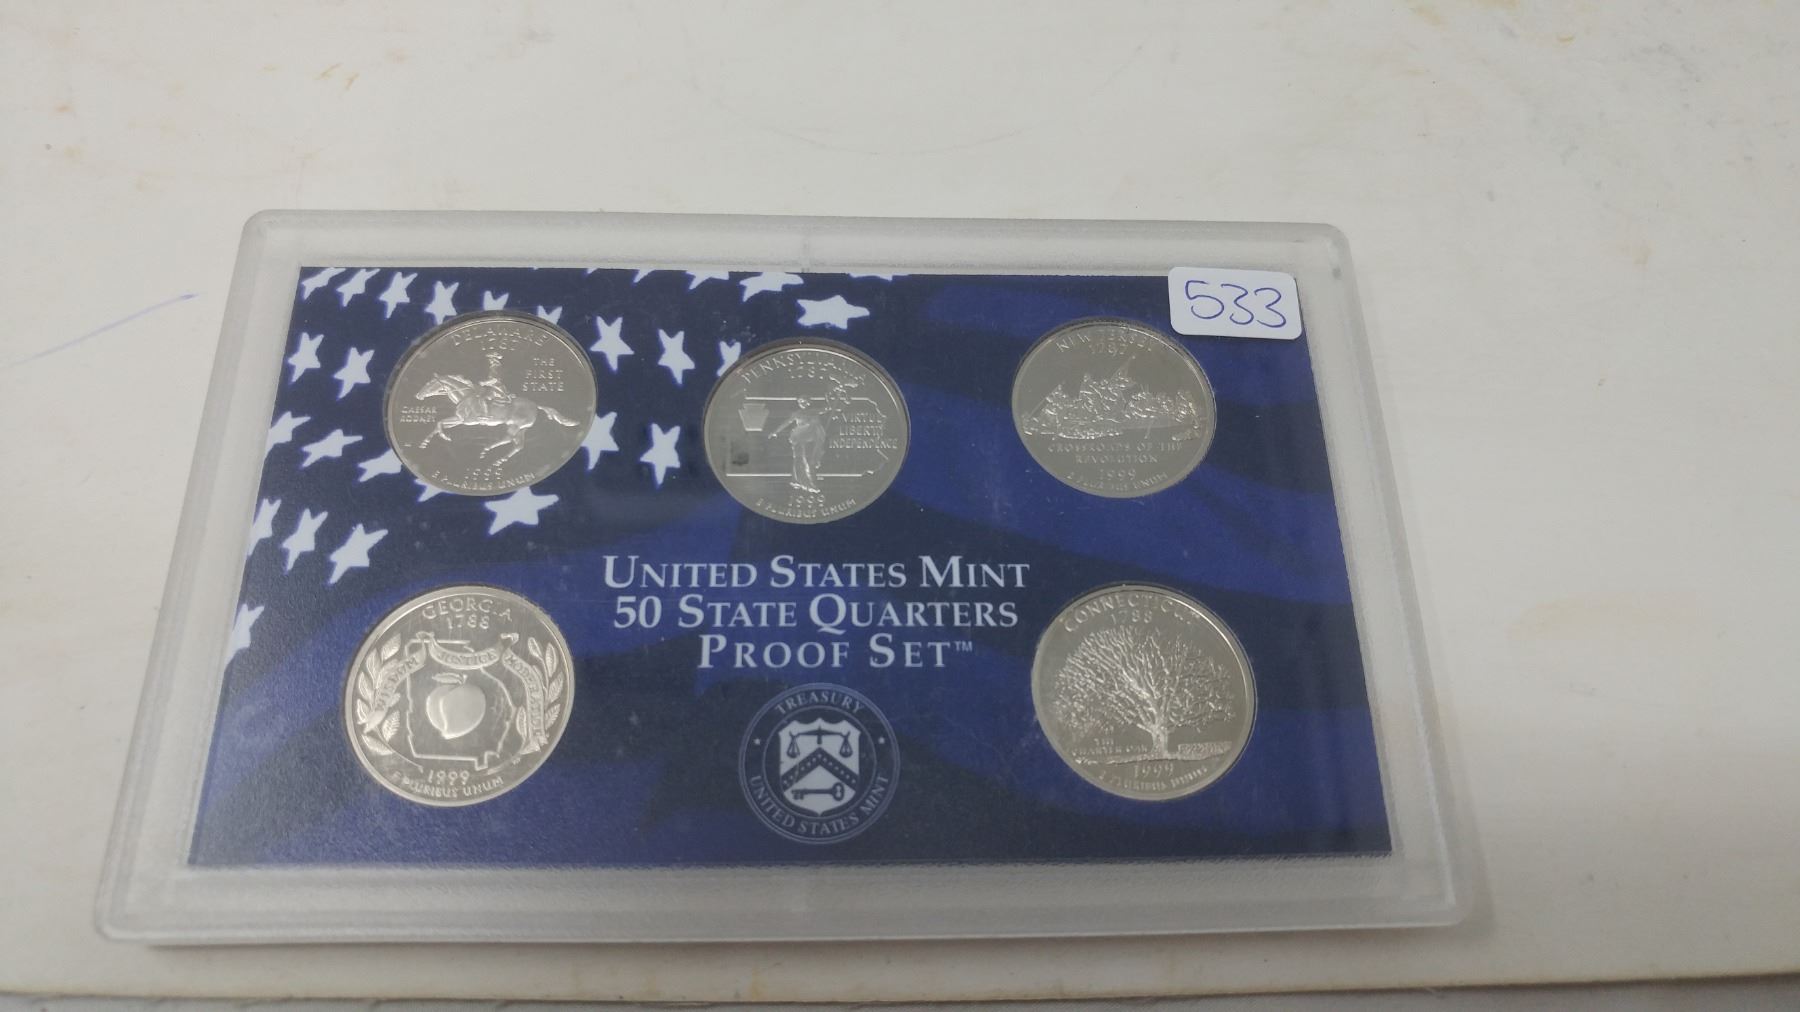 533
DELAWARE
1787
THE
FIRST
STATE
CAESAR
RODNEY
1999
E PLURIBUS UNUM
PENNSYLVANIA
1787
VIRTUE
LIBERTY
INDEPENDENCE
1999
E PLURIBUS UNUM
NEW JERSEY
1787
CROSSROADS OF THE
REVOLUTION
1999
E PLURIBUS UNUM
UNITED STATES MINT
50 STATE QUARTERS
PROOF SET™
GEORGIA
1788
WISDOM JUSTICE MODERATION
1999
E PLURIBUS UNUM
TREASURY
UNITED STATES MINT
CONNECTICUT
1788
THE
CHARTER OAK
1999
E PLURIBUS UNUM